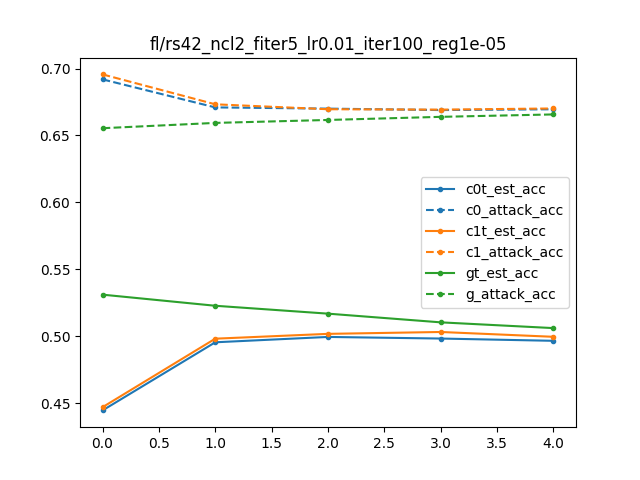 fl/rs42_ncl2_fiter5_lr0.01_iter100_reg1e-05
0.70
0.65
0.60
0.55
0.50
0.45
c0t_est_acc
c0_attack_acc
c1t_est_acc
c1_attack_acc
gt_est_acc
g_attack_acc
0.0 0.5 1.0 1.5 2.0 2.5 3.0 3.5 4.0